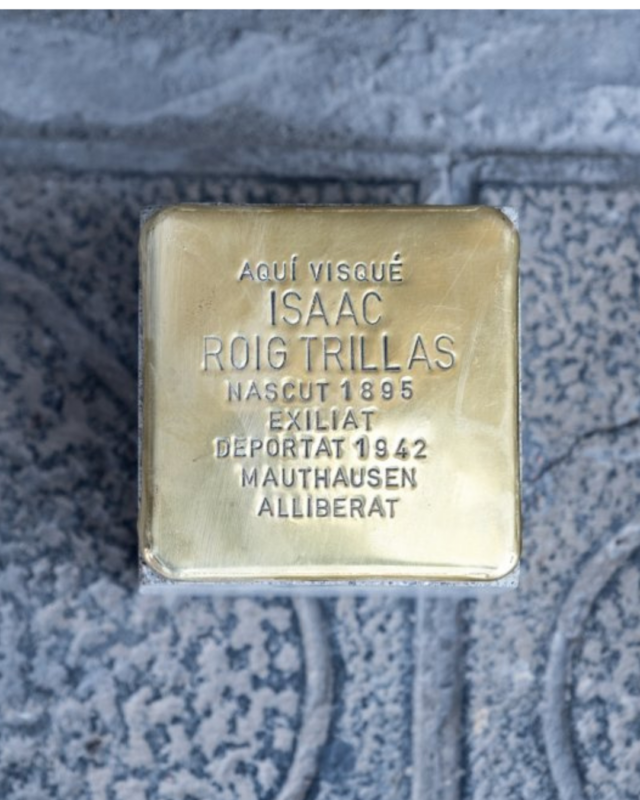 AQUÍ VISQUÉ
ISAAC
ROIG TRILLAS
NASCUT 1895
EXILIAT
DEPORTAT 1942
MAUTHAUSEN
ALLIBERAT